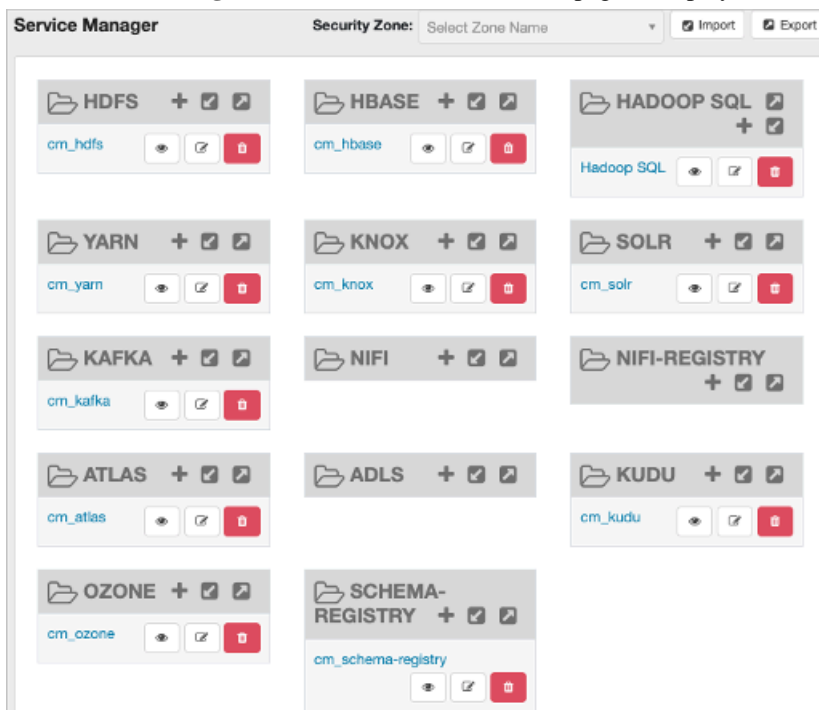 Service Manager Security Zone: Select Zone Name Import Export
HDFS HBASE HADOOP SQL
cm_hdfs cm_hbase
Hadoop SQL
YARN KNOX SOLR
cm_yarn cm_knox cm_solr
KAFKA NIFI NIFI-REGISTRY
cm_kafka
ATLAS ADLS KUDU
cm_atlas cm_kudu
OZONE SCHEMA-
REGISTRY
cm_ozone
cm_schema-registry